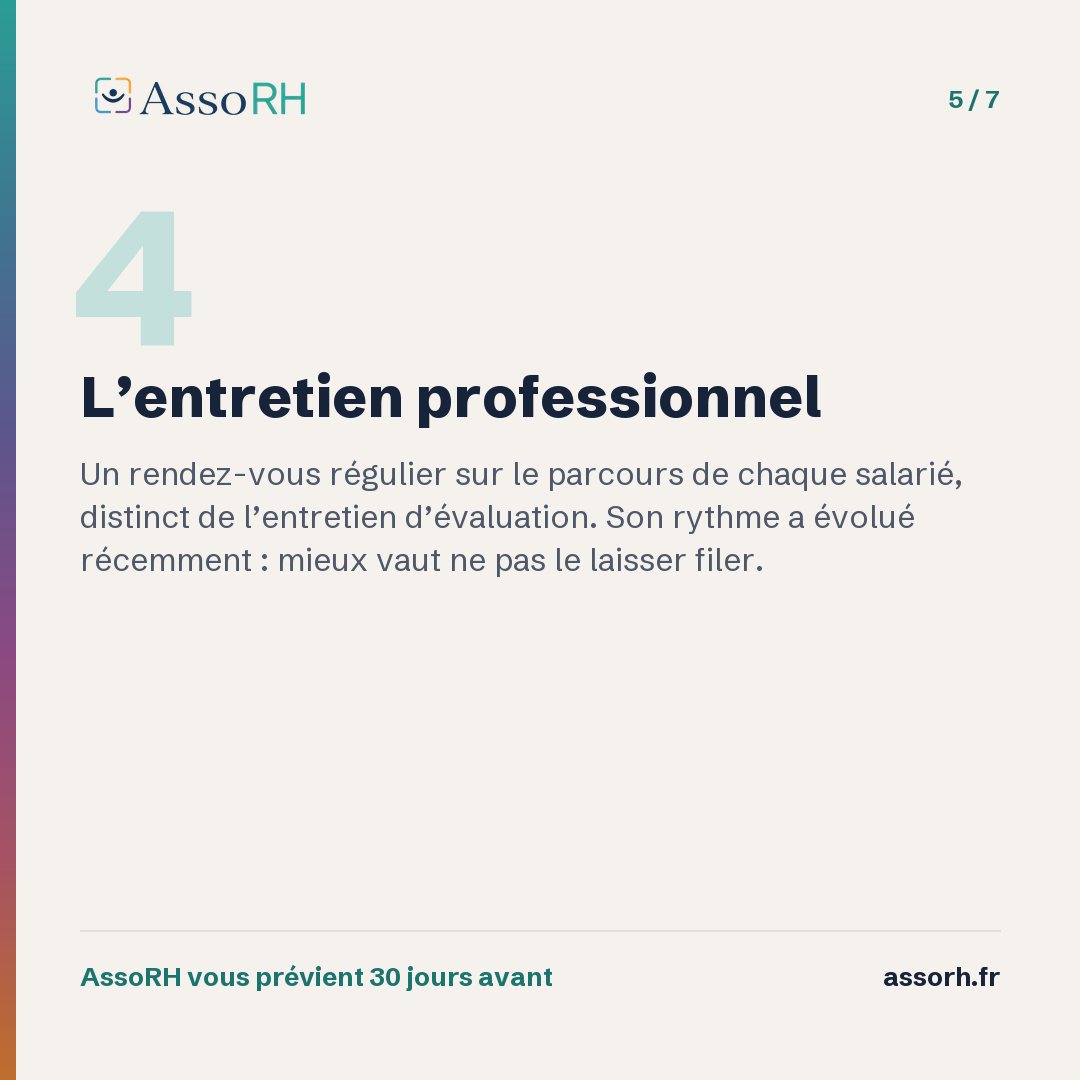 AssoRH
5 / 7
4
L’entretien professionnel
Un rendez-vous régulier sur le parcours de chaque salarié,
distinct de l’entretien d’évaluation. Son rythme a évolué
récemment : mieux vaut ne pas le laisser filer.
AssoRH vous prévient 30 jours avant
assorh.fr